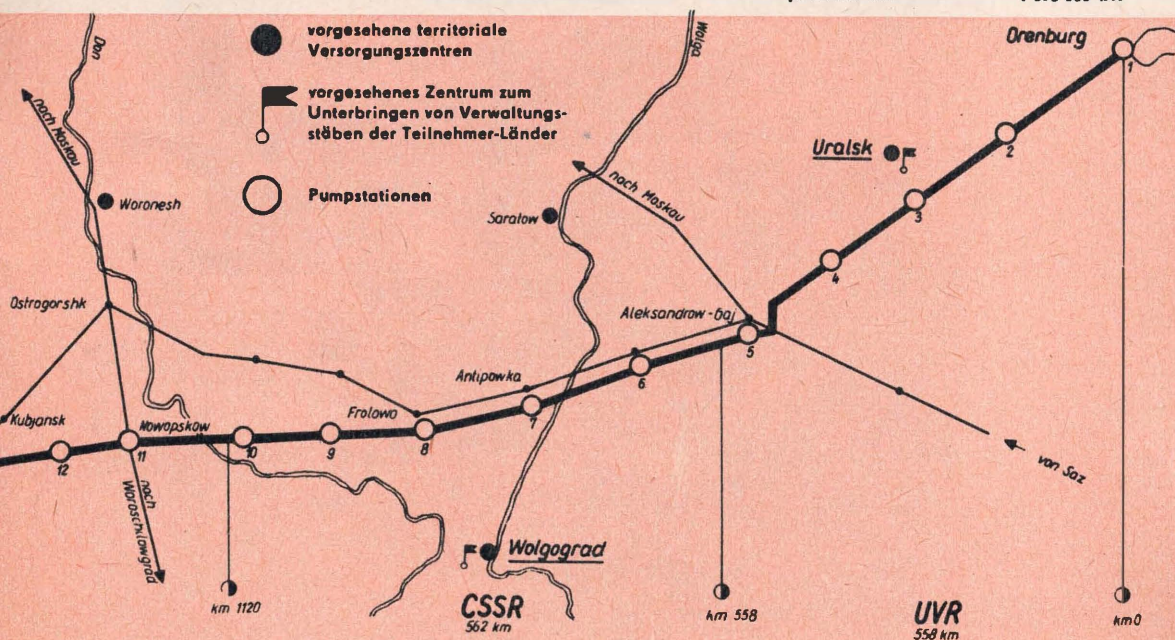 vorgesehene territoriale
Versorgungszentren
vorgesehenes Zentrum zum
Unterbringen von Verwaltungs-
stäben der Teilnehmer-Länder
Pumpstationen
Don
nach Moskau
Woronesh
Ostrogorshk
Kubjansk
Nowopskow
nach
Woroschilowgrad
Wolga
nach Moskau
Saratow
Aleksandrow-Gaj
Antipowka
Frolowo
Uralsk
Orenburg
1
2
3
4
5
6
7
8
9
10
11
12
von Saz
Wolgograd
km 1120
CSSR
562 km
km 558
UVR
558 km
km 0